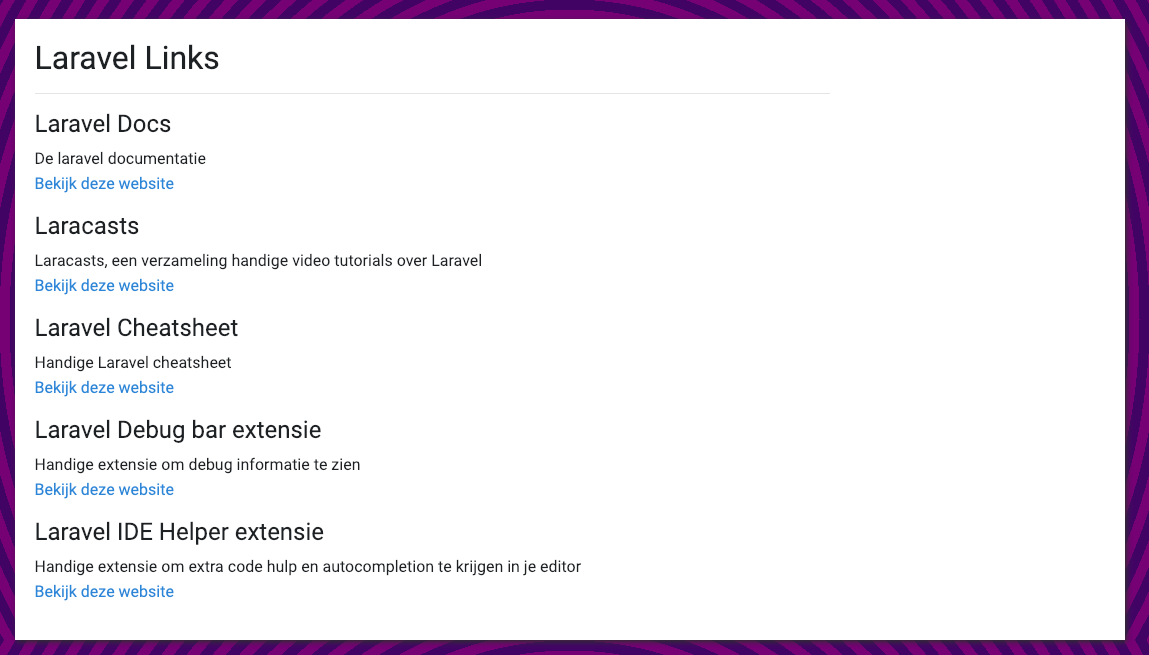 Laravel Links
Laravel Docs
De laravel documentatie
Bekijk deze website
Laracasts
Laracasts, een verzameling handige video tutorials over Laravel
Bekijk deze website
Laravel Cheatsheet
Handige Laravel cheatsheet
Bekijk deze website
Laravel Debug bar extensie
Handige extensie om debug informatie te zien
Bekijk deze website
Laravel IDE Helper extensie
Handige extensie om extra code hulp en autocompletion te krijgen in je editor
Bekijk deze website